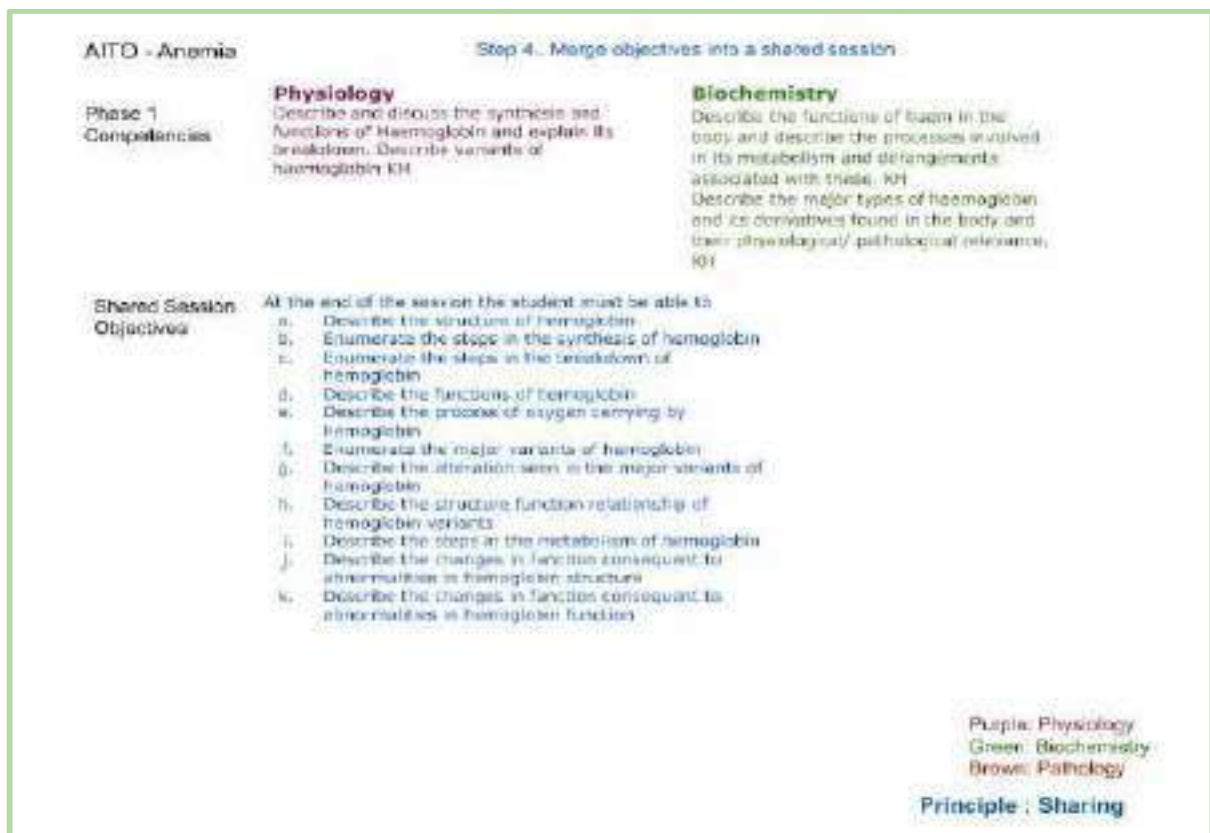 AITO - Anemia
Step 4. Merge objectives into a shared session
Phase 1
Competencies
Physiology
Describe and discuss the synthesis and
functions of Haemoglobin and explain its
breakdown. Describe variants of
haemoglobin KH
Biochemistry
Describe the functions of haem in the
body and describe the processes involved
in its metabolism and derangements
associated with these. KH
Describe the major types of haemoglobin
and its derivatives found in the body and
their physiological/ pathological relevance.
KH
Shared Session
Objectives
At the end of the session the student must be able to
a. Describe the structure of hemoglobin
b. Enumerate the steps in the synthesis of hemoglobin
c. Enumerate the steps in the breakdown of
hemoglobin
d. Describe the functions of hemoglobin
e. Describe the process of oxygen carrying by
hemoglobin
f. Enumerate the major variants of hemoglobin
g. Describe the alteration seen in the major variants of
hemoglobin
h. Describe the structure function relationship of
hemoglobin variants
i. Describe the steps in the metabolism of hemoglobin
j. Describe the changes in function consequent to
abnormalities in hemoglobin structure
k. Describe the changes in function consequent to
abnormalities in hemoglobin function
Purple: Physiology
Green: Biochemistry
Brown: Pathology
Principle : Sharing